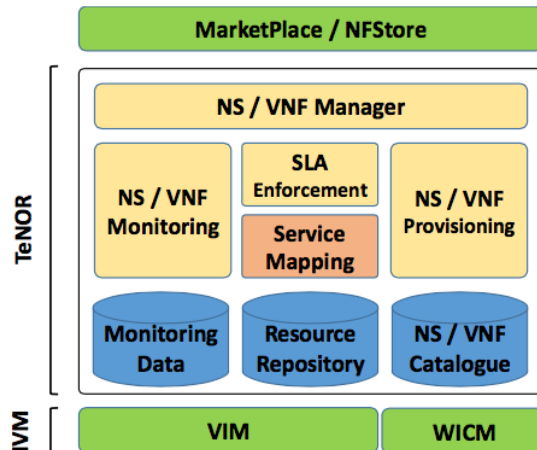 MarketPlace / NFStore
TeNOR
NS / VNF Manager
NS / VNF
Monitoring
SLA
Enforcement
Service
Mapping
NS / VNF
Provisioning
Monitoring
Data
Resource
Repository
NS / VNF
Catalogue
VIM
WICM